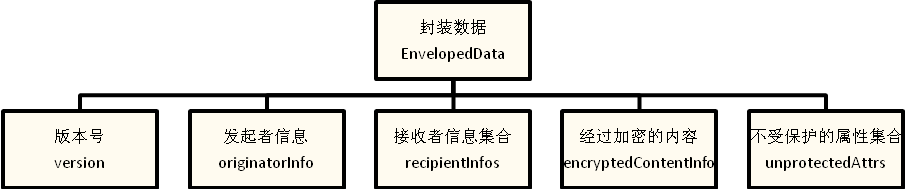 封装数据
EnvelopedData
版本号
version
发起者信息
originatorInfo
接收者信息集合
recipientInfos
经过加密的内容
encryptedContentInfo
不受保护的属性集合
unprotectedAttrs